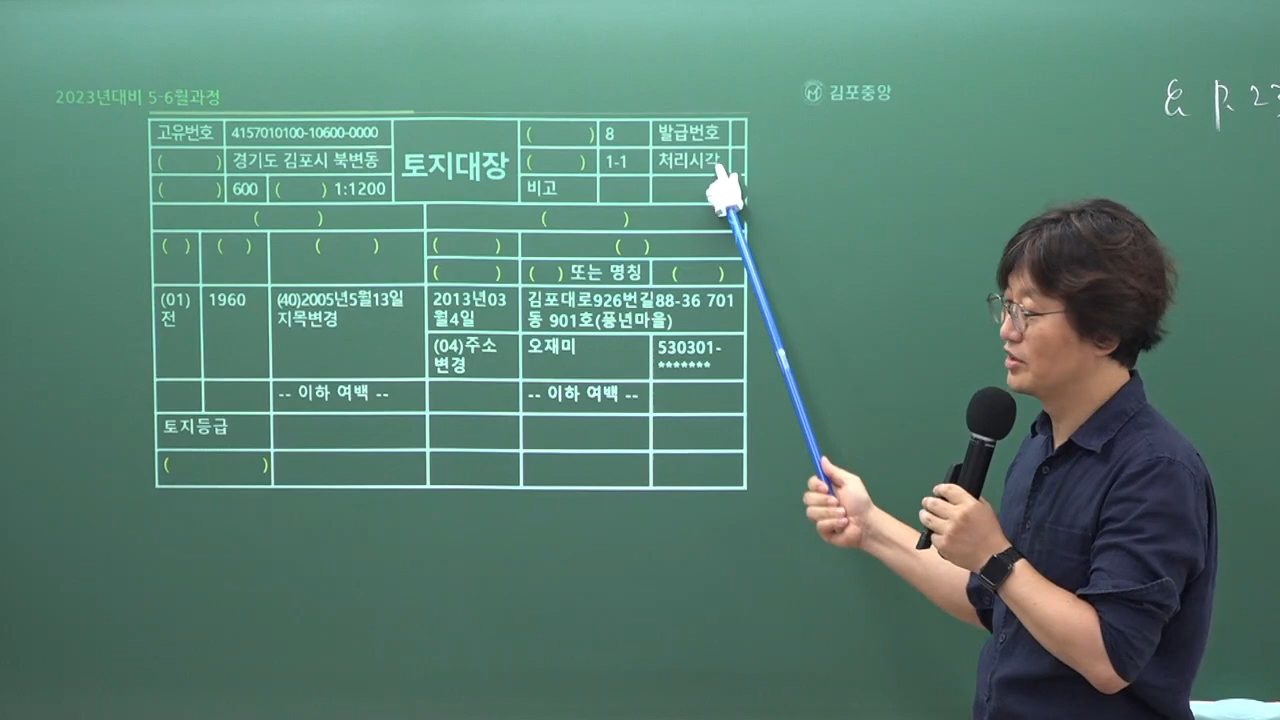 2023년대비 5-6월과정
김포중앙
고유번호 4157010100-10600-0000 토지대장 ( ) 8 발급번호
( ) 경기도 김포시 북변동 ( ) 1-1 처리시각
( ) 600 ( ) 1:1200 비고
( ) ( )
( ) ( ) ( ) ( ) ( )
( ) ( ) 또는 명칭 ( )
(01) 1960 (40)2005년5월13일 2013년03 김포대로926번길88-36 701
전 지목변경 월4일 동 901호(풍년마을)
(04)주소 오재미 530301-
변경 *******
-- 이하 여백 -- -- 이하 여백 --
토지등급
( )